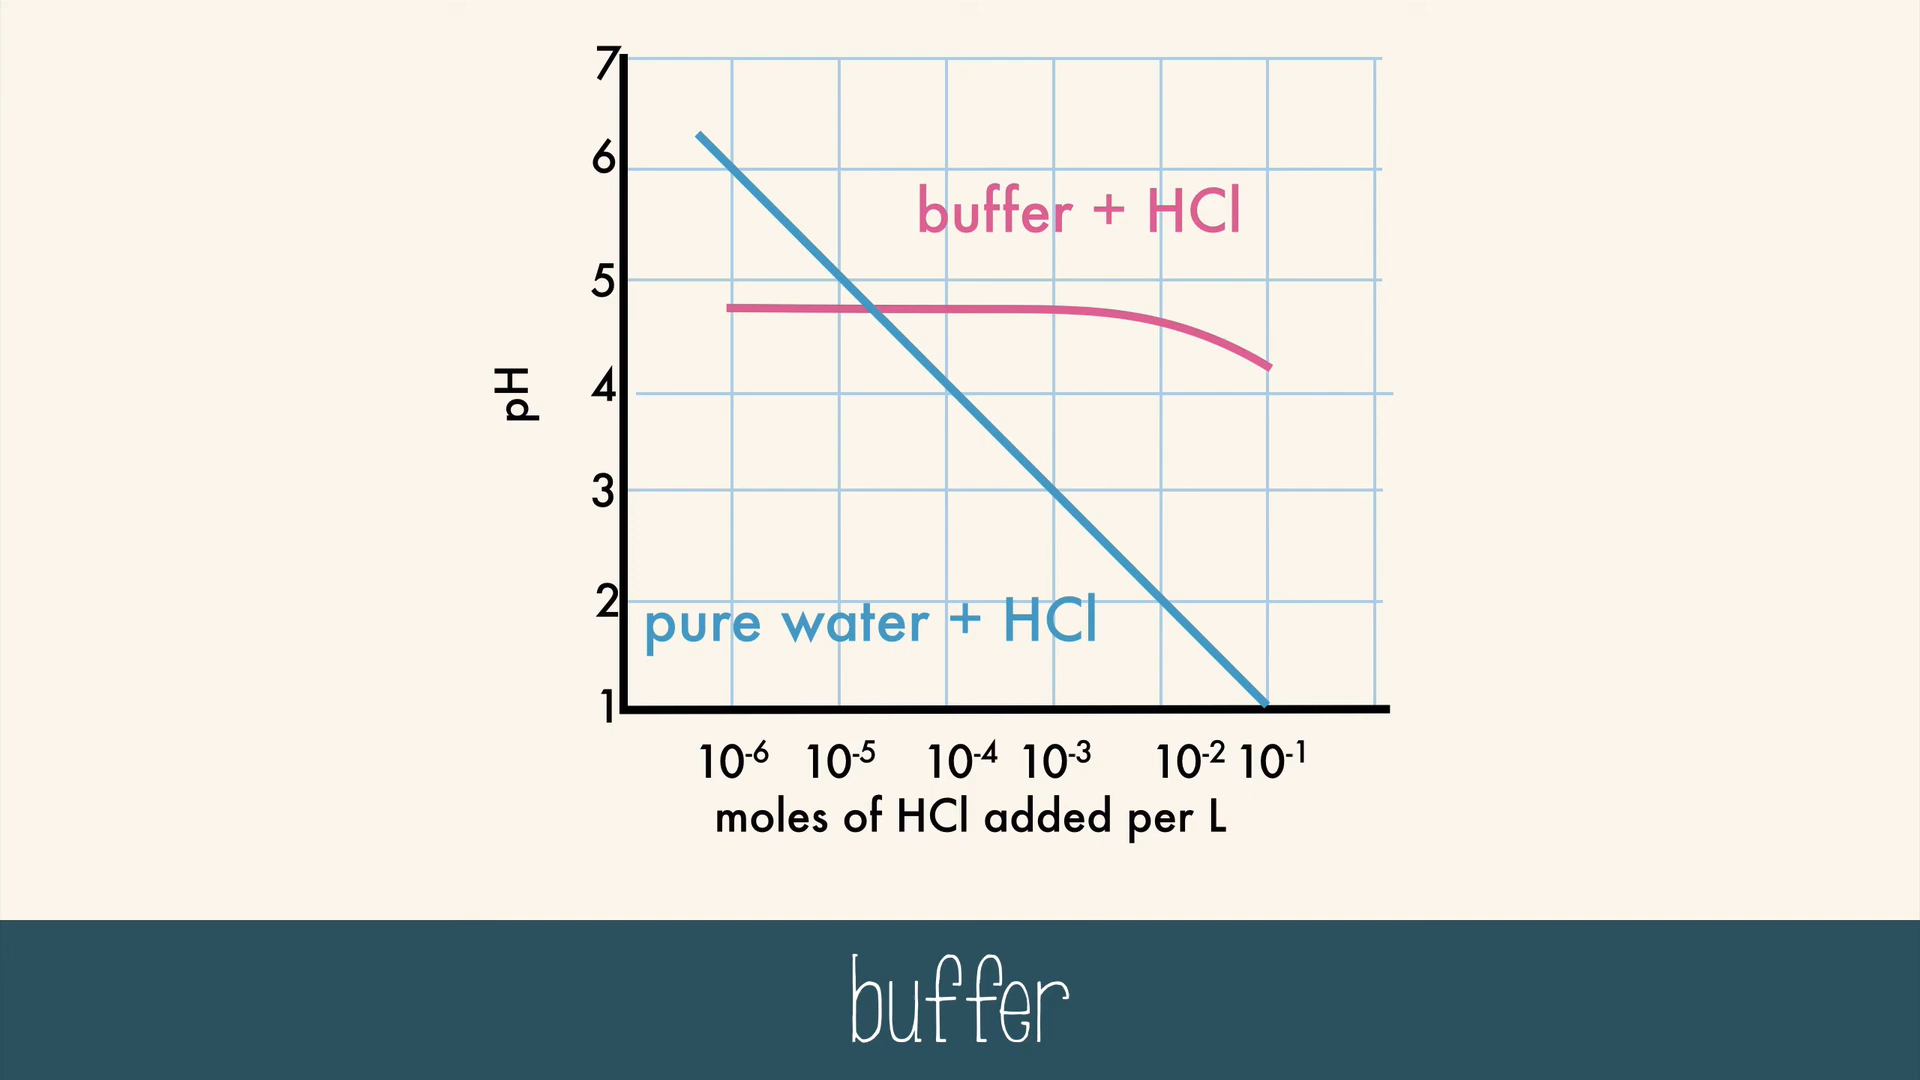 7
6
buffer + HCl
5
4
pH
3
2
pure water + HCl
1
10⁻⁶ 10⁻⁵ 10⁻⁴ 10⁻³ 10⁻² 10⁻¹
moles of HCl added per L
buffer